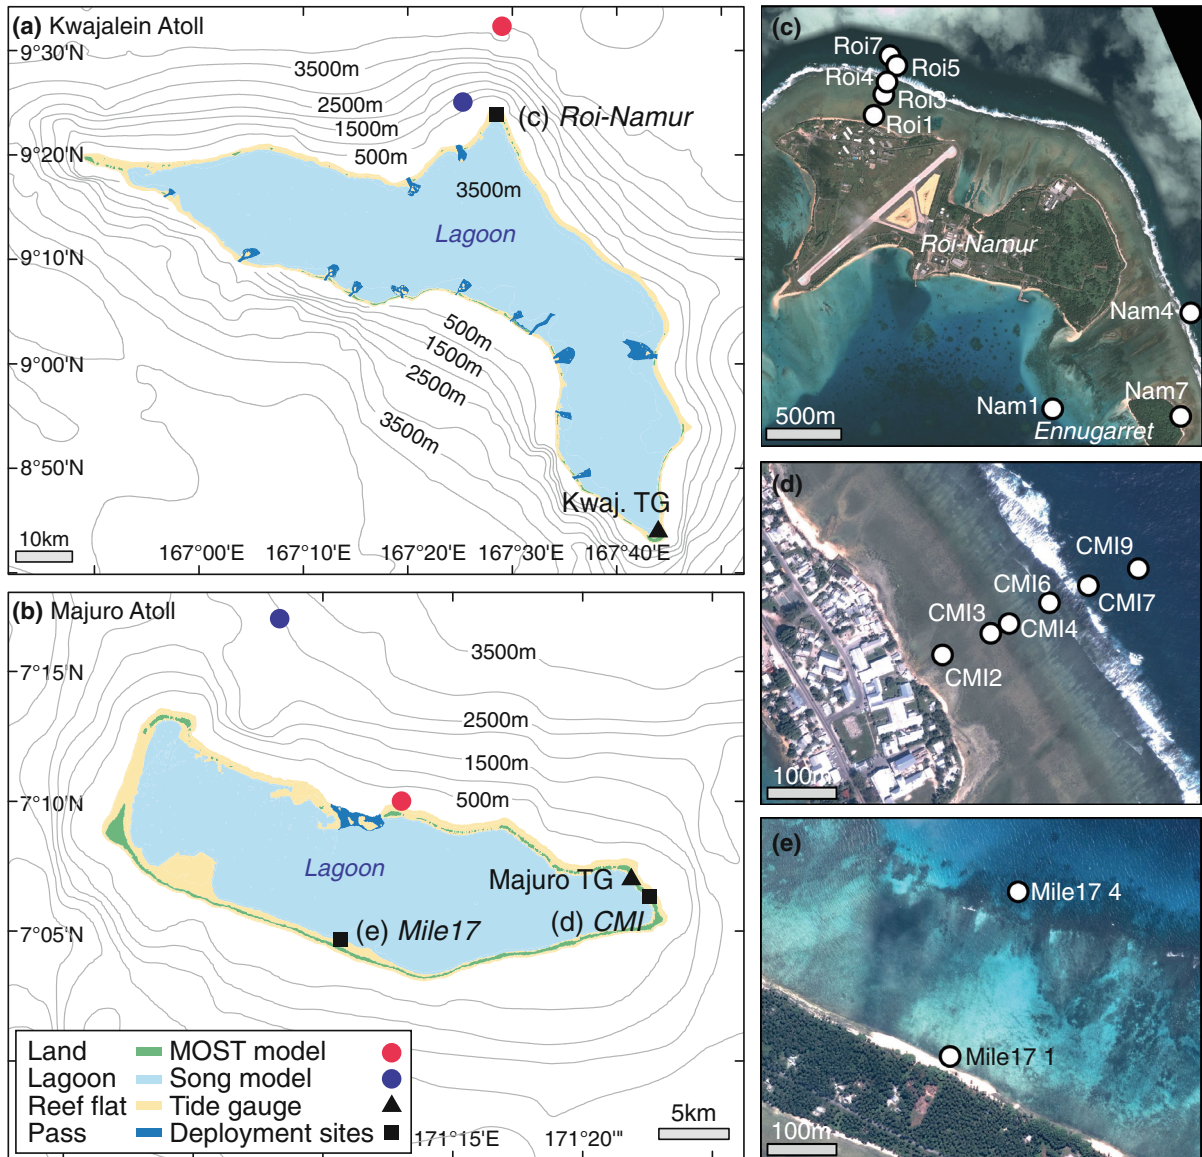 (a) Kwajalein Atoll
9°30'N
3500m
2500m
1500m
500m
(c) Roi-Namur
9°20'N
3500m
Lagoon
9°10'N
500m
1500m
2500m
3500m
9°00'N
8°50'N
Kwaj. TG
10km
167°00'E 167°10'E 167°20'E 167°30'E 167°40'E
(b) Majuro Atoll
7°15'N
3500m
2500m
1500m
500m
7°10'N
Lagoon
Majuro TG
(d) CMI
(e) Mile17
7°05'N
Land MOST model
Lagoon Song model
Reef flat Tide gauge
Pass Deployment sites
171°15'E 171°20'"
5km
(c)
Roi7
Roi5
Roi4
Roi3
Roi1
Roi-Namur
Nam4
Nam1
Nam7
Ennugarret
500m
(d)
CMI9
CMI6
CMI7
CMI3
CMI4
CMI2
100m
(e)
Mile17 4
Mile17 1
100m